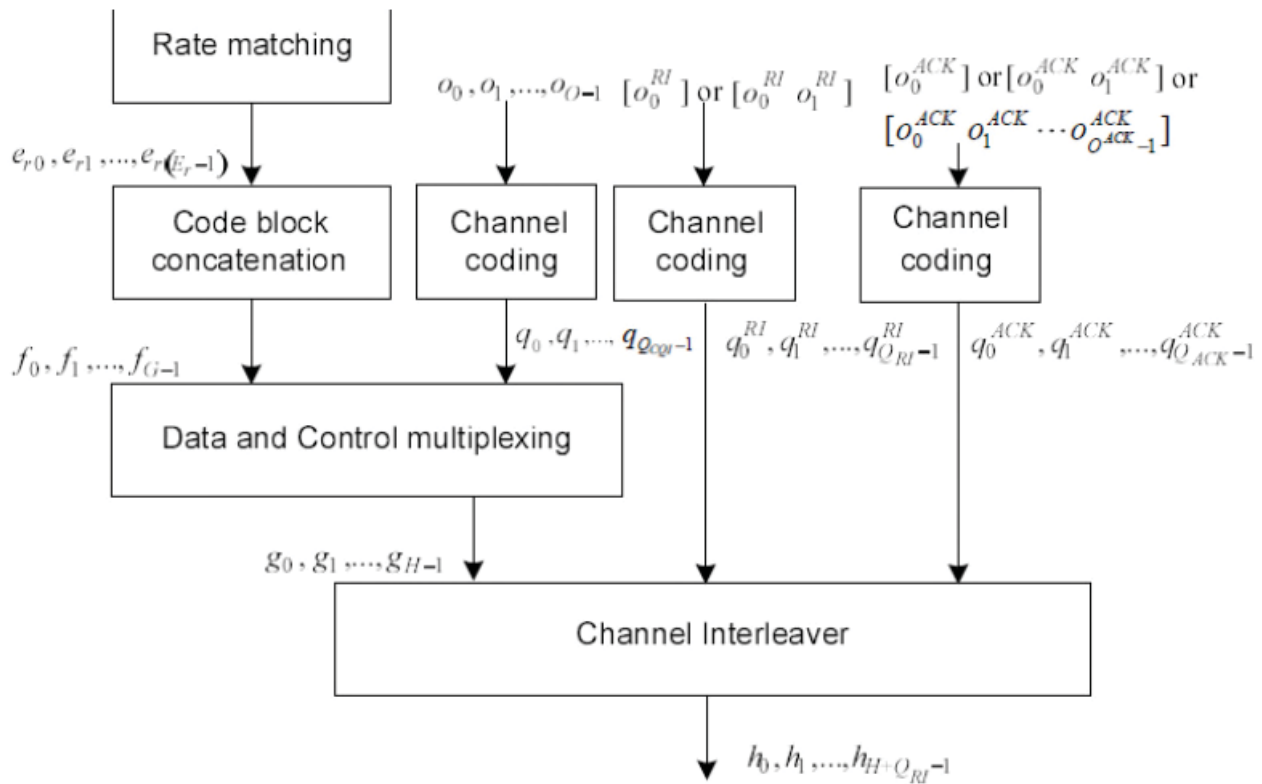 Rate matching
o_0, o_1, ..., o_{O-1}
[o_0^{RI}] or [o_0^{RI} o_1^{RI}]
[o_0^{ACK}] or [o_0^{ACK} o_1^{ACK}] or
[o_0^{ACK} o_1^{ACK} ⋯ o_{O^{ACK}-1}^{ACK}]
e_{r0}, e_{r1}, ..., e_{r(E_r-1)}
Code block
concatenation
Channel
coding
Channel
coding
Channel
coding
f_0, f_1, ..., f_{G-1}
q_0, q_1, ..., q_{Q_{CQI}-1}
q_0^{RI}, q_1^{RI}, ..., q_{Q_{RI}-1}^{RI}
q_0^{ACK}, q_1^{ACK}, ..., q_{Q_{ACK}-1}^{ACK}
Data and Control multiplexing
g_0, g_1, ..., g_{H-1}
Channel Interleaver
h_0, h_1, ..., h_{H+Q_{RI}-1}